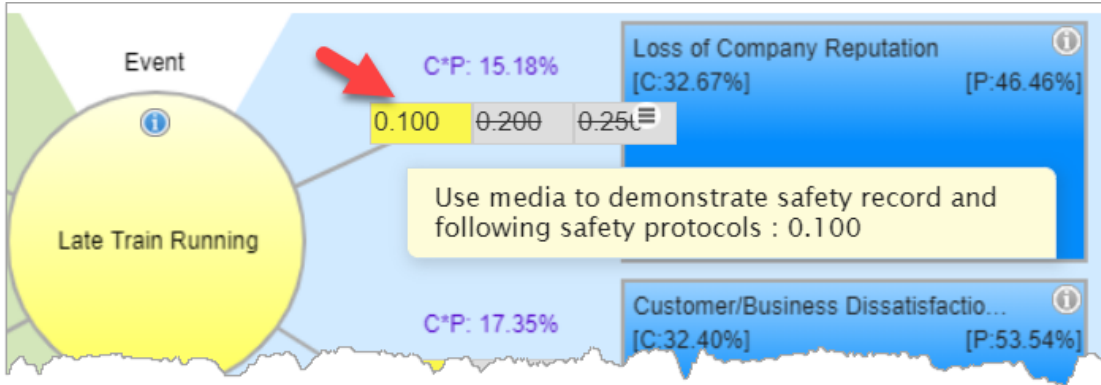 Event
Late Train Running
C*P: 15.18%
0.100 0.200 0.250
Loss of Company Reputation
[C:32.67%] [P:46.46%]
Use media to demonstrate safety record and
following safety protocols : 0.100
C*P: 17.35%
Customer/Business Dissatisfactio...
[C:32.40%] [P:53.54%]